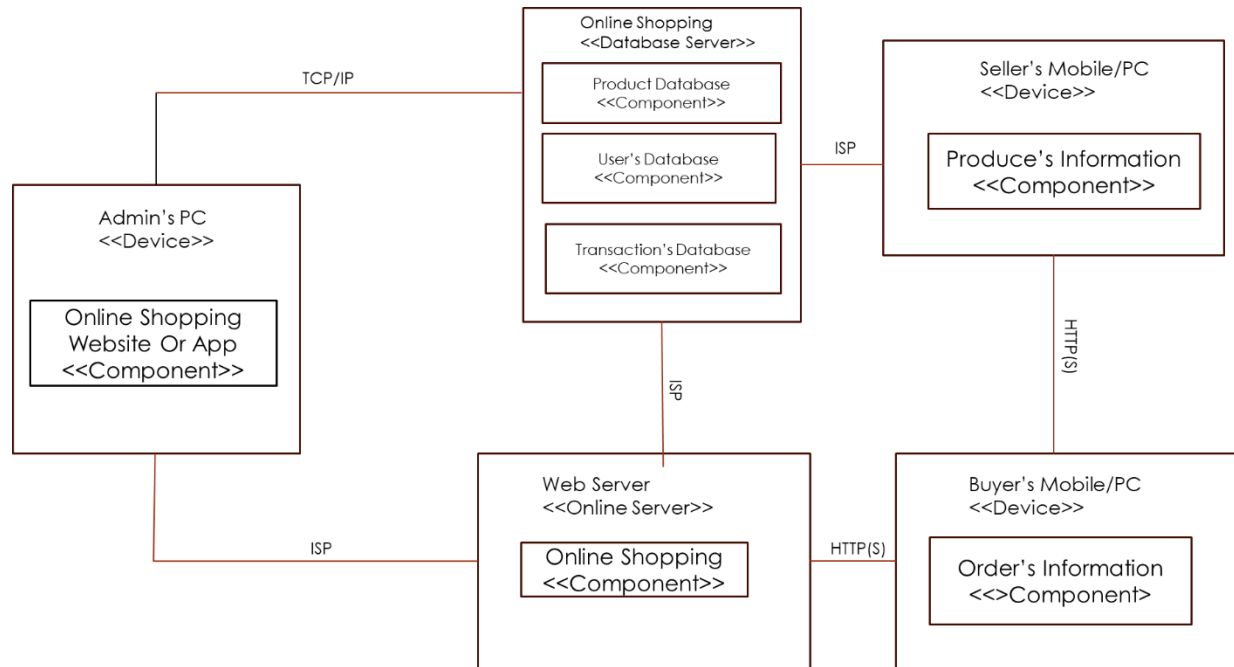 Online Shopping
<<Database Server>>
Product Database
<<Component>>
User's Database
<<Component>>
Transaction's Database
<<Component>>
TCP/IP
Seller's Mobile/PC
<<Device>>
Produce's Information
<<Component>>
ISP
Admin's PC
<<Device>>
Online Shopping
Website Or App
<<Component>>
ISP
HTTP(S)
Web Server
<<Online Server>>
Online Shopping
<<Component>>
ISP
HTTP(S)
Buyer's Mobile/PC
<<Device>>
Order's Information
<<>Component>